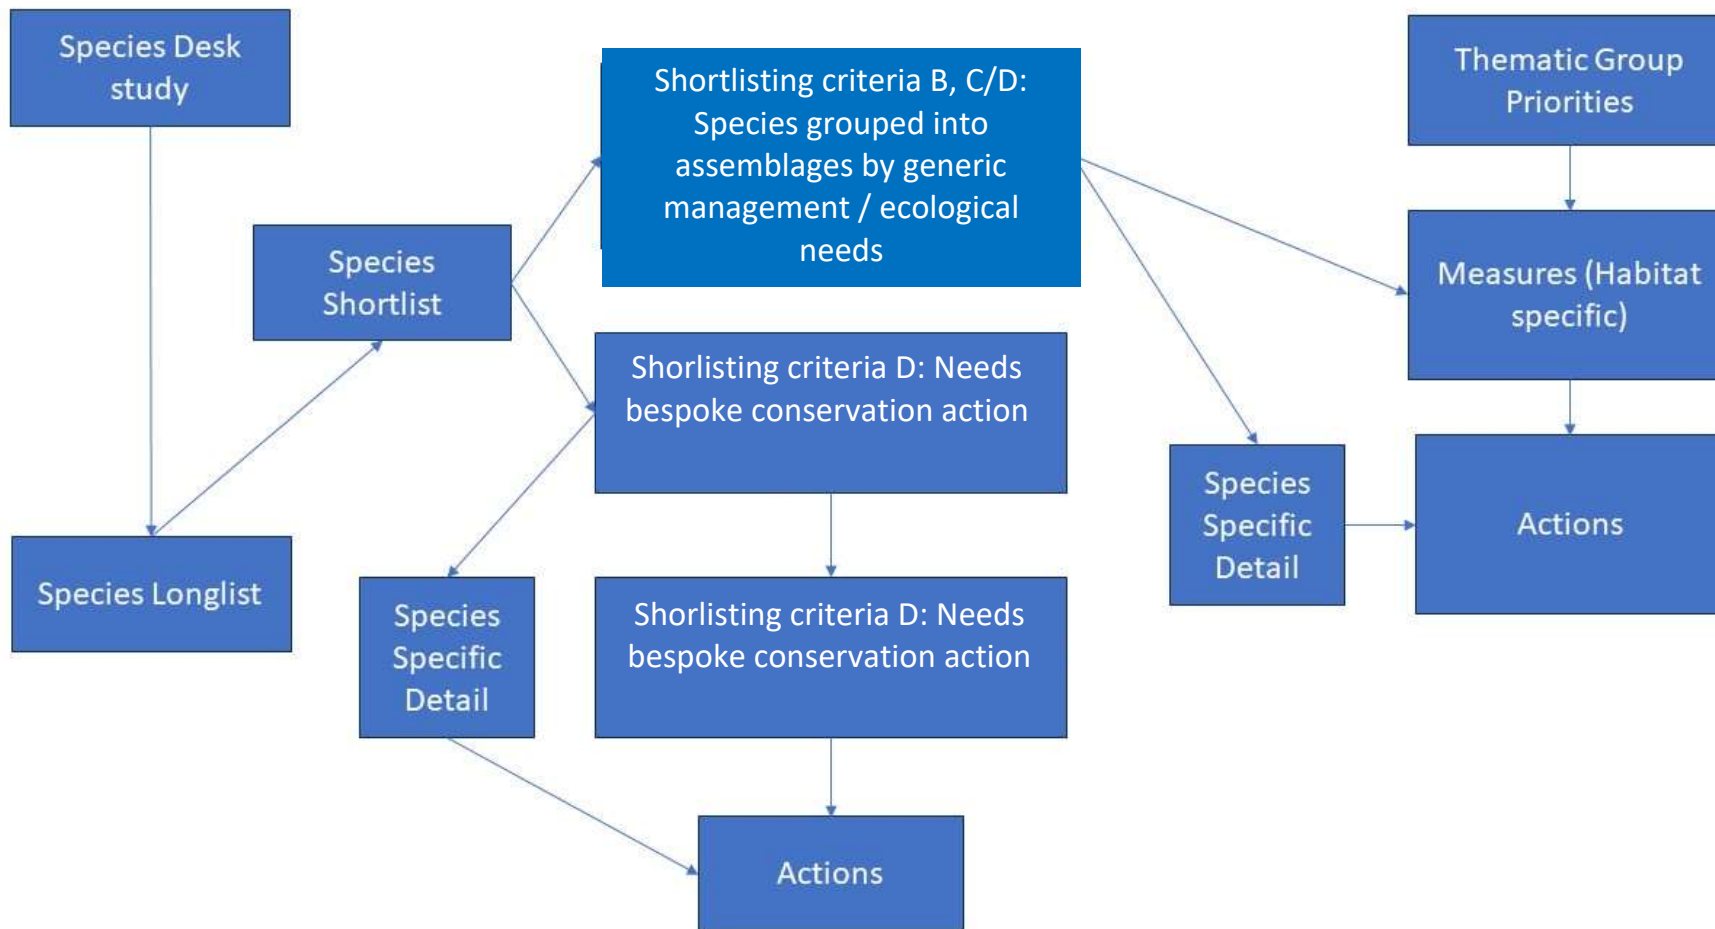 Species Desk
study
Species Longlist
Species
Shortlist
Shortlisting criteria B, C/D:
Species grouped into
assemblages by generic
management / ecological
needs
Shorlisting criteria D: Needs
bespoke conservation action
Species
Specific
Detail
Shorlisting criteria D: Needs
bespoke conservation action
Actions
Thematic Group
Priorities
Measures (Habitat
specific)
Species
Specific
Detail
Actions